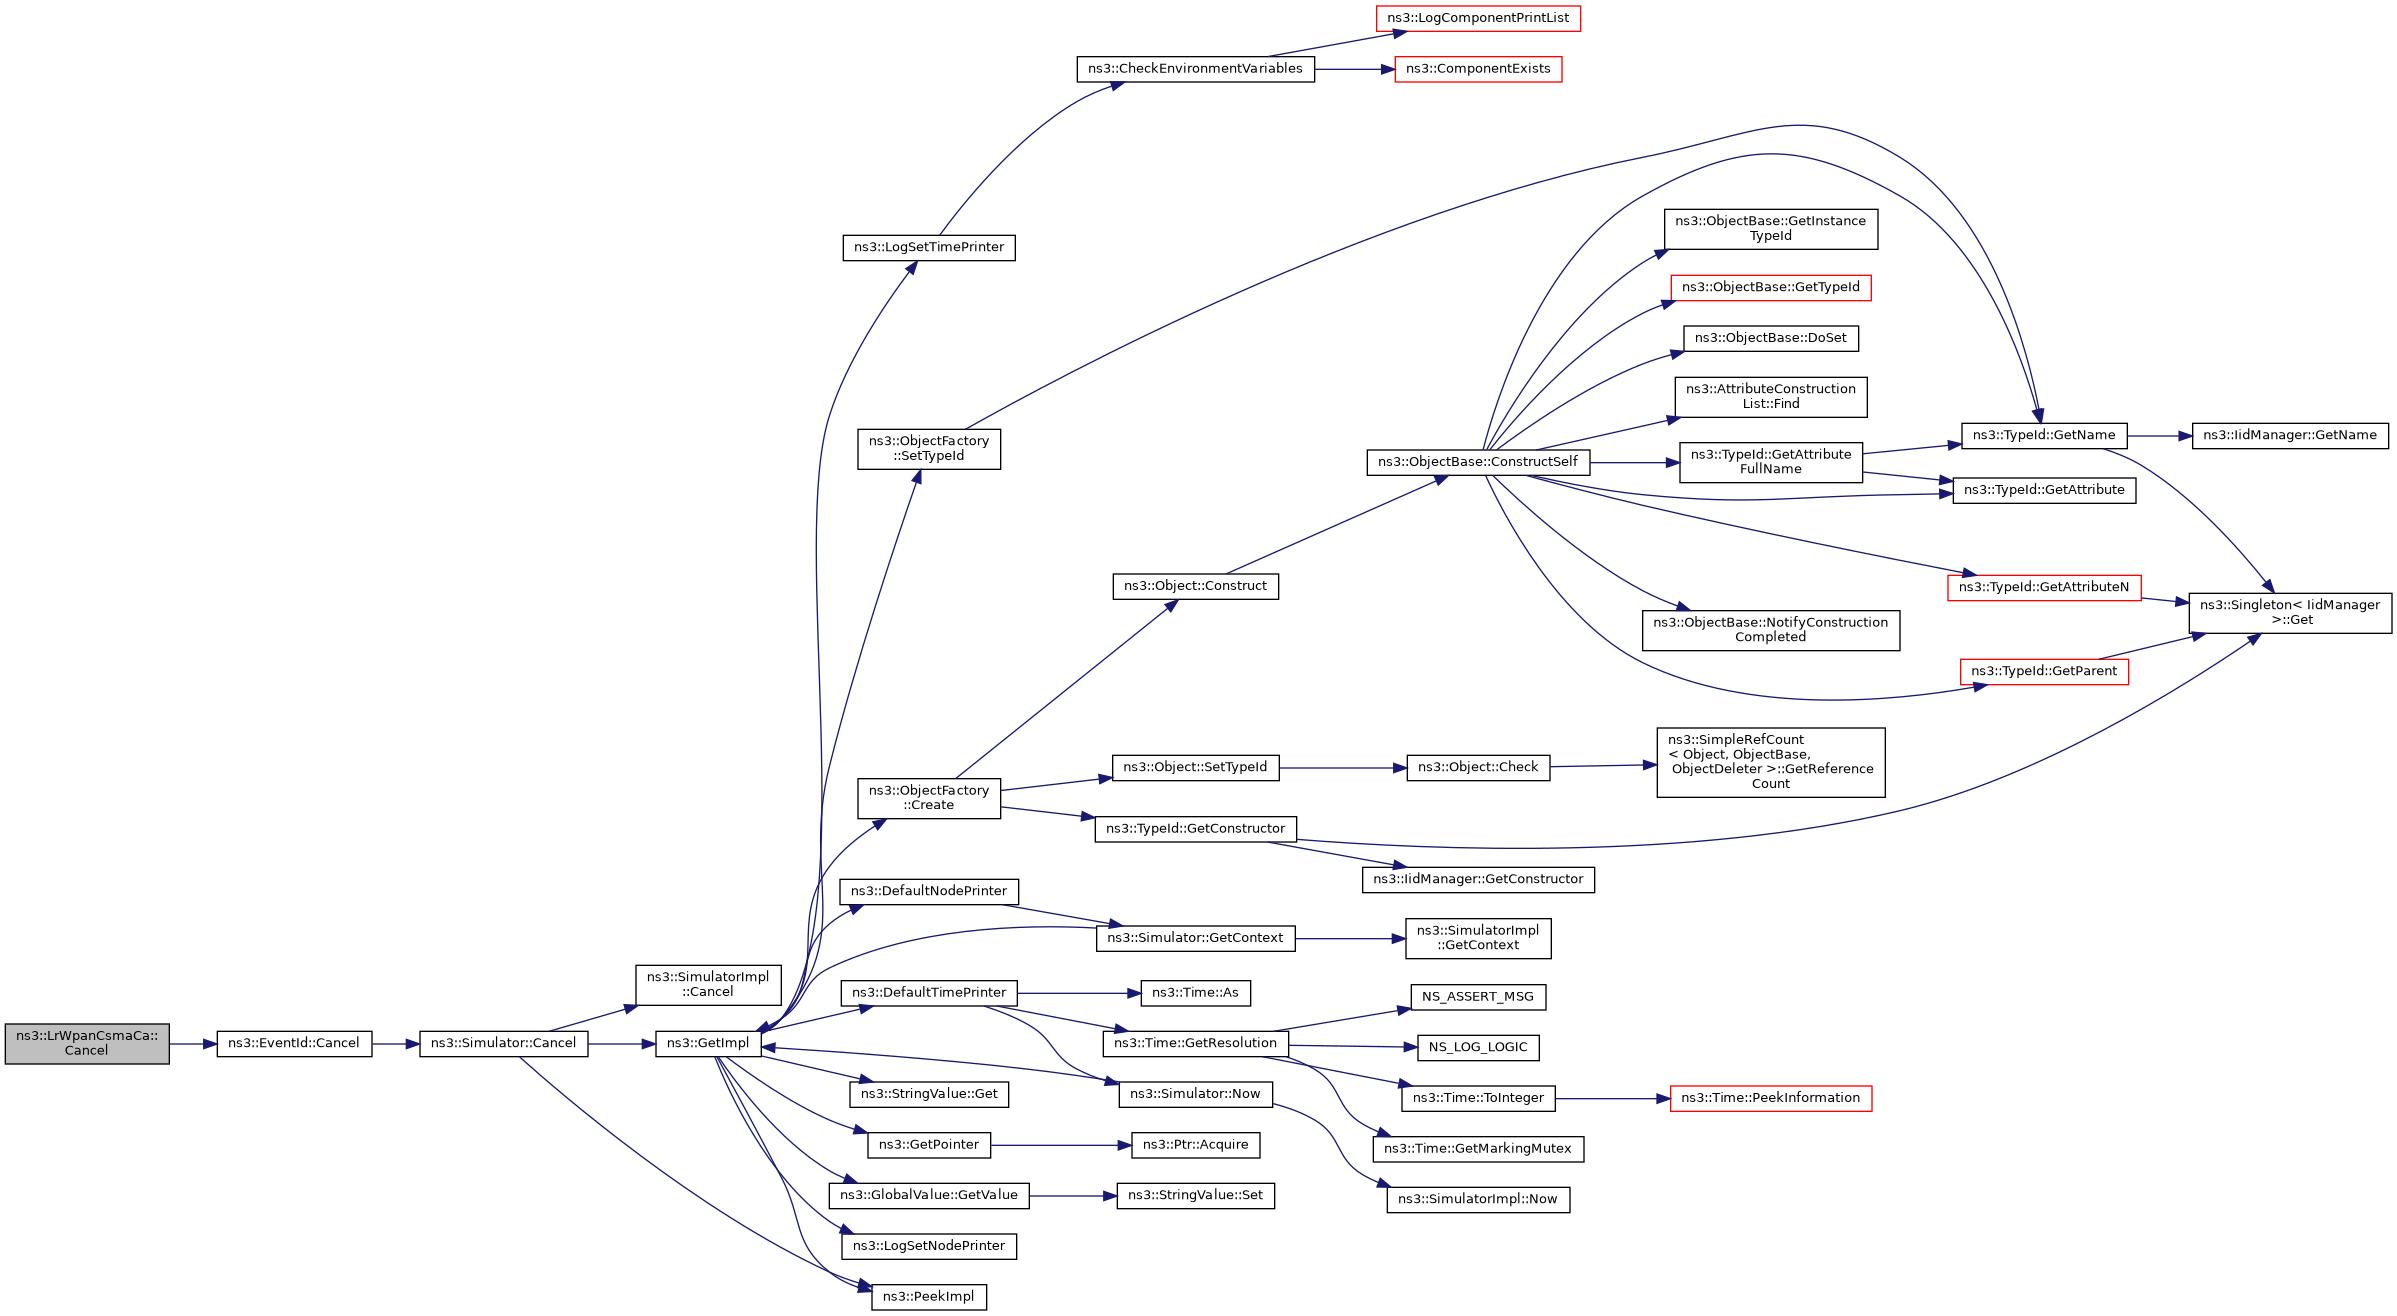 ns3::LrWpanCsmaCa::
Cancel
ns3::EventId::Cancel
ns3::Simulator::Cancel
ns3::SimulatorImpl
::Cancel
ns3::GetImpl
ns3::LogSetTimePrinter
ns3::ObjectFactory
::SetTypeId
ns3::ObjectFactory
::Create
ns3::DefaultNodePrinter
ns3::DefaultTimePrinter
ns3::StringValue::Get
ns3::GetPointer
ns3::GlobalValue::GetValue
ns3::LogSetNodePrinter
ns3::PeekImpl
ns3::CheckEnvironmentVariables
ns3::Object::Construct
ns3::Object::SetTypeId
ns3::TypeId::GetConstructor
ns3::Simulator::GetContext
ns3::Time::As
ns3::Time::GetResolution
ns3::Simulator::Now
ns3::Ptr::Acquire
ns3::StringValue::Set
ns3::LogComponentPrintList
ns3::ComponentExists
ns3::ObjectBase::ConstructSelf
ns3::Object::Check
ns3::IidManager::GetConstructor
ns3::SimulatorImpl
::GetContext
NS_ASSERT_MSG
NS_LOG_LOGIC
ns3::Time::ToInteger
ns3::Time::GetMarkingMutex
ns3::SimulatorImpl::Now
ns3::ObjectBase::GetInstance
TypeId
ns3::ObjectBase::GetTypeId
ns3::ObjectBase::DoSet
ns3::AttributeConstruction
List::Find
ns3::TypeId::GetAttribute
FullName
ns3::ObjectBase::NotifyConstruction
Completed
ns3::SimpleRefCount
< Object, ObjectBase,
ObjectDeleter >::GetReference
Count
ns3::Time::PeekInformation
ns3::TypeId::GetName
ns3::TypeId::GetAttribute
ns3::TypeId::GetAttributeN
ns3::TypeId::GetParent
ns3::IidManager::GetName
ns3::Singleton< IidManager
>::Get